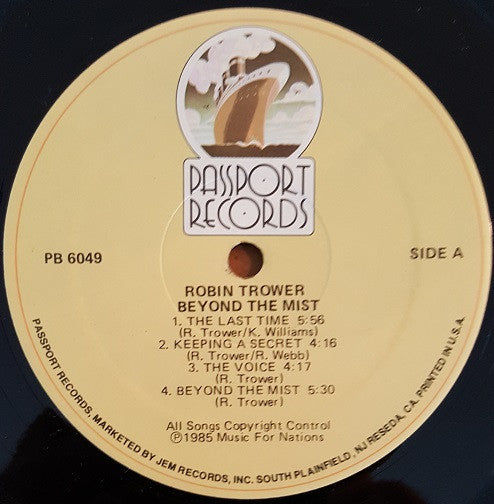 PASSPORT
RECORDS
PB 6049
SIDE A
ROBIN TROWER
BEYOND THE MIST
1. THE LAST TIME 5:56
(R. Trower/K. Williams)
2. KEEPING A SECRET 4:16
(R. Trower/R. Webb)
3. THE VOICE 4:17
(R. Trower)
4. BEYOND THE MIST 5:30
(R. Trower)
All Songs Copyright Control
Ⓟ1985 Music For Nations
PASSPORT RECORDS, MARKETED BY JEM RECORDS, INC. SOUTH PLAINFIELD, NJ RESEDA, CA. PRINTED IN U.S.A.